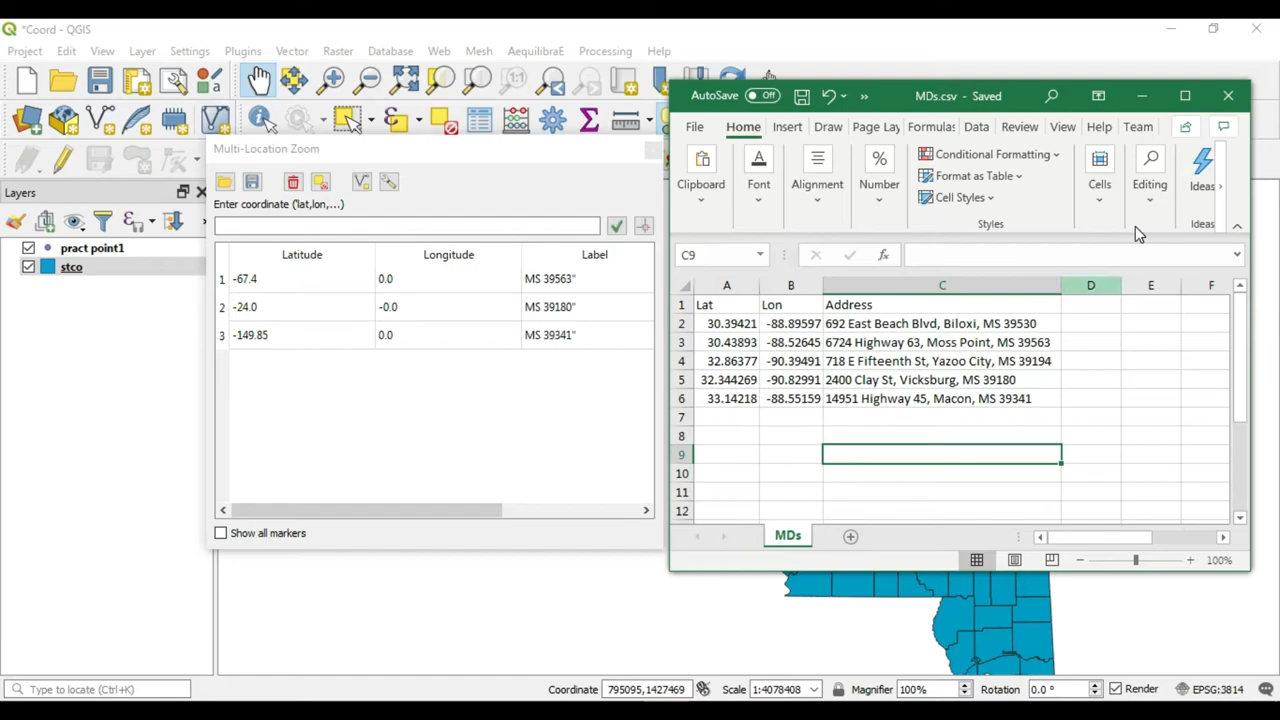 *Coord - QGIS
Project Edit View Layer Settings Plugins Vector Raster Database Web Mesh AequilibraE Processing Help
Layers
pract point1
stco
Multi-Location Zoom
Enter coordinate ('lat,lon,...')
Latitude Longitude Label
1 -67.4 0.0 MS 39563"
2 -24.0 -0.0 MS 39180"
3 -149.85 0.0 MS 39341"
Show all markers
AutoSave Off MDs.csv - Saved
File Home Insert Draw Page Lay Formulas Data Review View Help Team
Clipboard Font Alignment Number
Conditional Formatting
Format as Table
Cell Styles
Styles
Cells Editing Ideas
Ideas
C9 fx
A B C D E F
1 Lat Lon Address
2 30.39421 -88.89597 692 East Beach Blvd, Biloxi, MS 39530
3 30.43893 -88.52645 6724 Highway 63, Moss Point, MS 39563
4 32.86377 -90.39491 718 E Fifteenth St, Yazoo City, MS 39194
5 32.344269 -90.82991 2400 Clay St, Vicksburg, MS 39180
6 33.14218 -88.55159 14951 Highway 45, Macon, MS 39341
7
8
9
10
11
12
MDs
100%
Type to locate (Ctrl+K) Coordinate 795095,1427469 Scale 1:4078408 Magnifier 100% Rotation 0.0 ° Render EPSG:3814